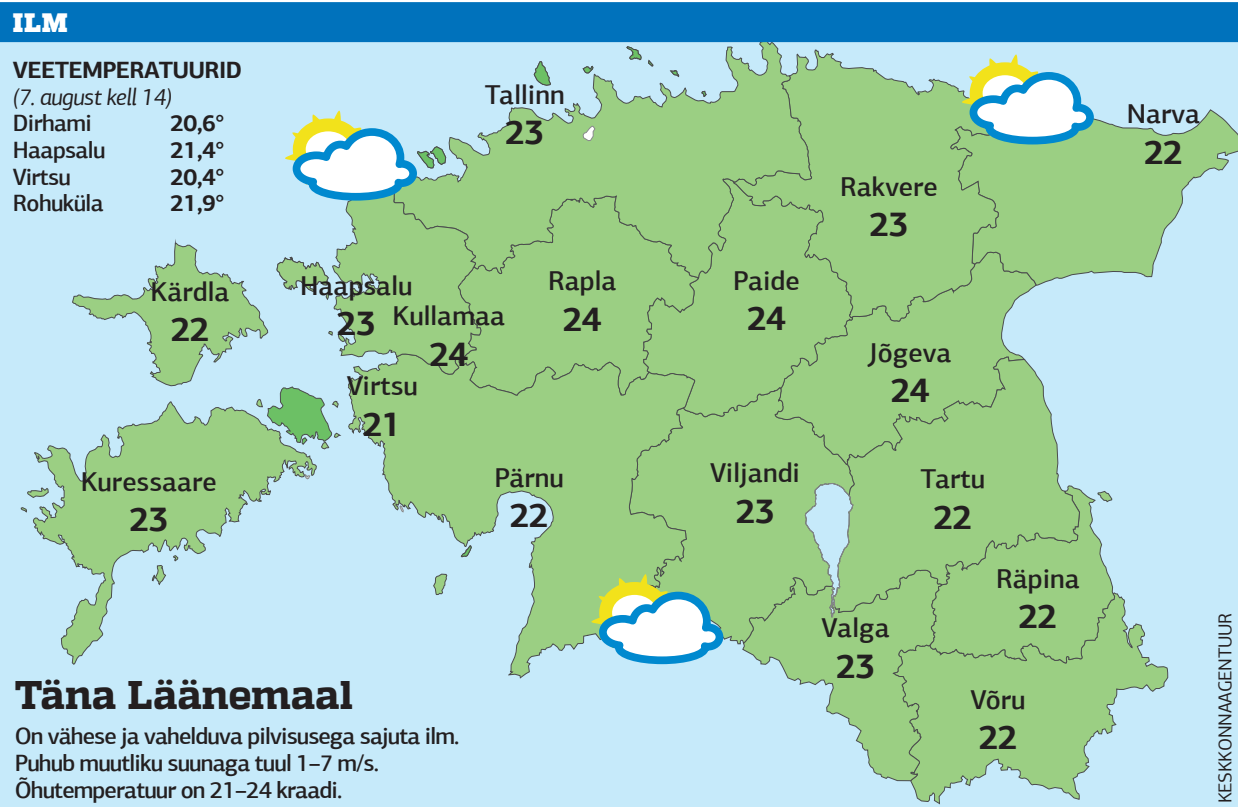 ILM
VEETEMPERATUURID
(7. august kell 14)
Dirhami 20,6°
Haapsalu 21,4°
Virtsu 20,4°
Rohuküla 21,9°
Tallinn
23
Narva
22
Rakvere
23
Kärdla
22
Haapsalu
23
Kullamaa
24
Rapla
24
Paide
24
Jõgeva
24
Virtsu
21
Kuressaare
23
Pärnu
22
Viljandi
23
Tartu
22
Räpina
22
Valga
23
Võru
22
Täna Läänemaal
On vähese ja vahelduva pilvisusega sajuta ilm.
Puhub muutliku suunaga tuul 1–7 m/s.
Õhutemperatuur on 21–24 kraadi.
KESKKONNAAGENTUUR